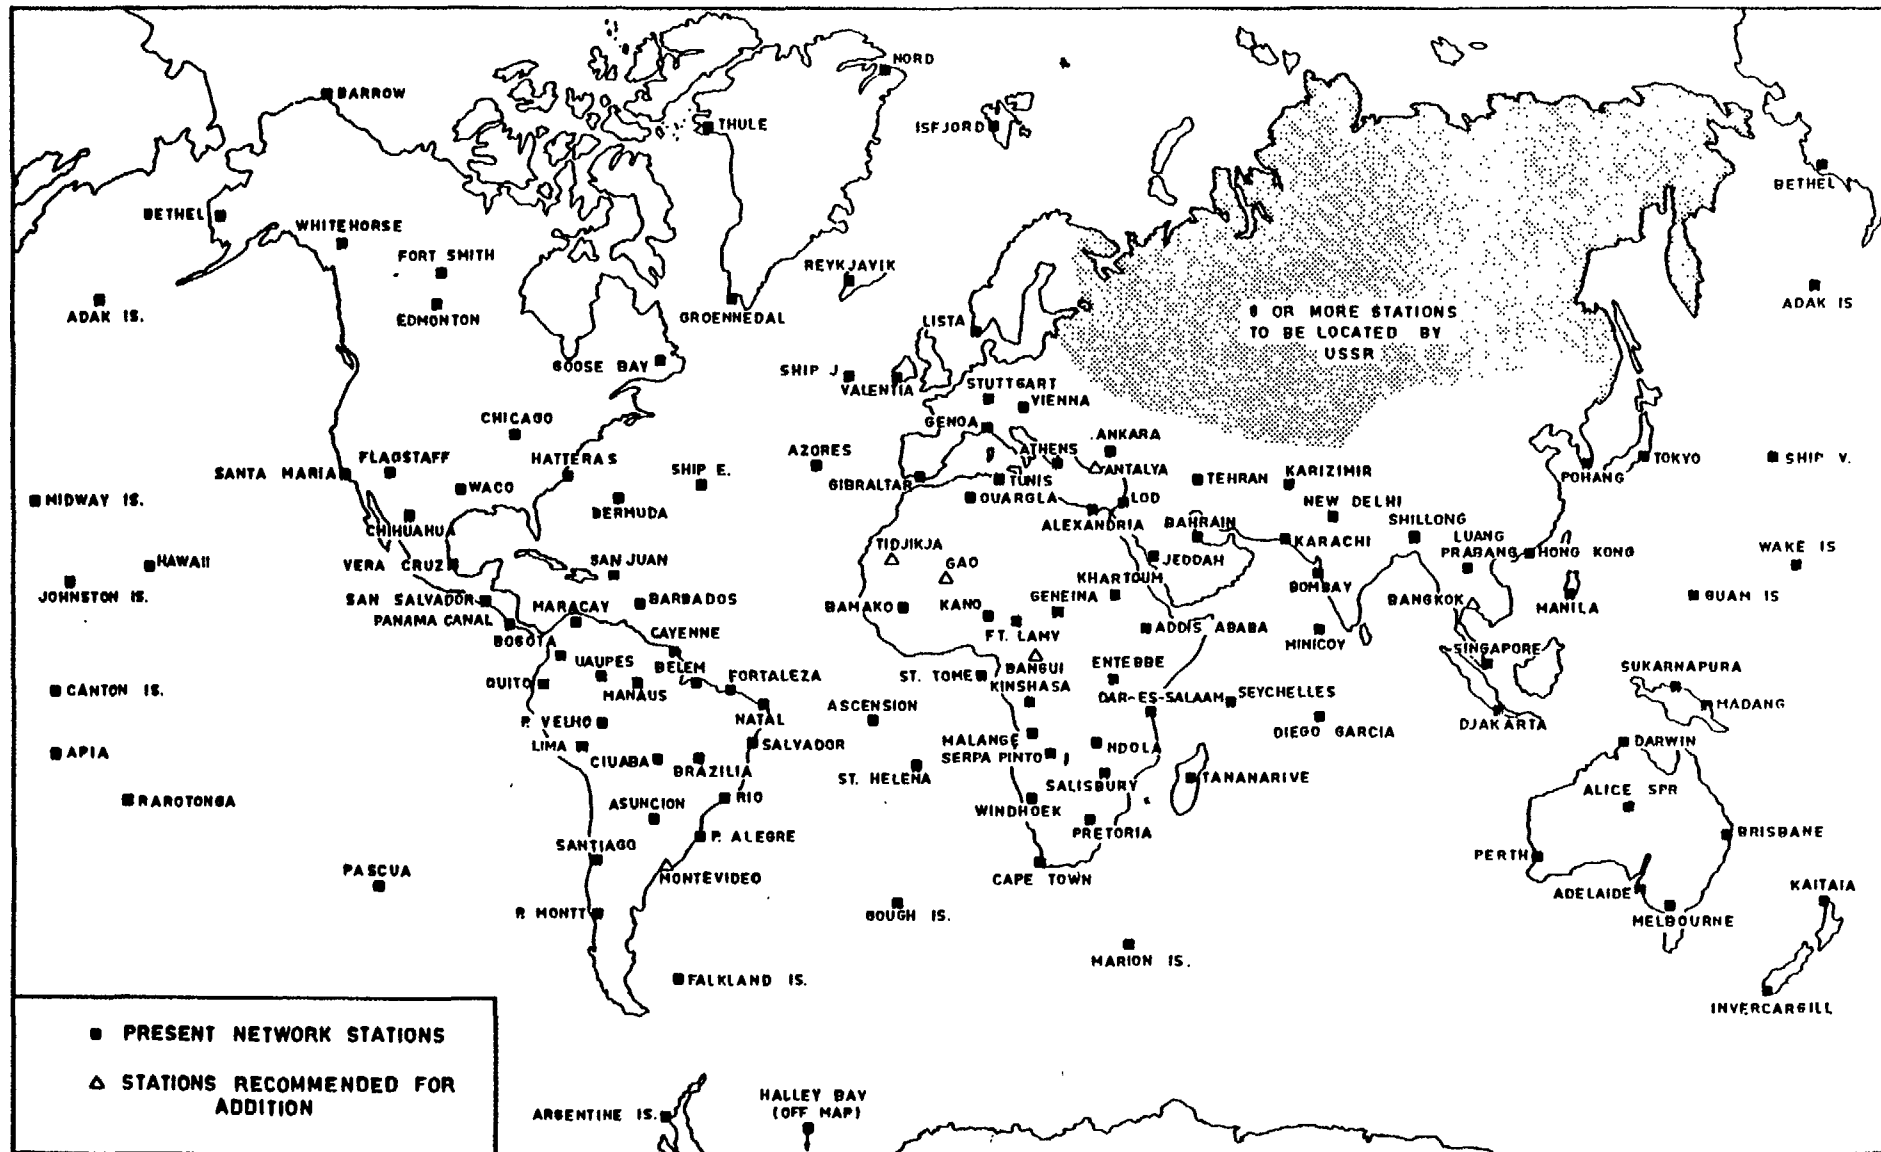 NORD
BARROW
THULE
ISFJORD
BETHEL
BETHEL
WHITEHORSE
FORT SMITH
REYKJAVIK
ADAK IS.
EDMONTON
GROENNEDAL
LISTA
ADAK IS
OR MORE STATIONS
TO BE LOCATED BY
USSR
GOOSE BAY
SHIP J
VALENTIA
STUTTGART
VIENNA
CHICAGO
GENOA
ANKARA
ATHENS
AZORES
SANTA MARIA
FLAGSTAFF
HATTERAS
SHIP E.
GIBRALTAR
TUNIS
ANTALYA
TEHRAN
KARIZIMIR
POHANG
TOKYO
SHIP V.
MIDWAY IS.
WACO
BERMUDA
OUARGLA
LOD
NEW DELHI
CHIHUAHUA
ALEXANDRIA
BAHRAIN
SHILLONG
KARACHI
LUANG
PRABANG
HONG KONG
WAKE IS
HAWAII
VERA CRUZ
SAN JUAN
TIDJIKJA
GAO
JEDDAH
KHARTOUM
BOMBAY
JOHNSTON IS.
SAN SALVADOR
MARACAY
BARBADOS
BAMAKO
KANO
GENEINA
BANGKOK
MANILA
GUAM IS
PANAMA CANAL
BOGOTA
CAYENNE
FT. LAMY
ADDIS ABABA
MINICOY
SINGAPORE
UAUPES
BELEM
FORTALEZA
ST. TOME
BANGUI
KINSHASA
ENTEBBE
SUKARNAPURA
CANTON IS.
QUITO
MANAUS
DAR-ES-SALAAM
SEYCHELLES
MADANG
P. VELHO
NATAL
ASCENSION
DIEGO GARCIA
DJAKARTA
APIA
LIMA
CIUABA
BRAZILIA
SALVADOR
MALANGE
SERPA PINTO
NDOLA
DARWIN
ST. HELENA
SALISBURY
TANANARIVE
RAROTONGA
ASUNCION
RIO
WINDHOEK
PRETORIA
ALICE SPR
SANTIAGO
P. ALEGRE
BRISBANE
PERTH
PASCUA
MONTEVIDEO
CAPE TOWN
ADELAIDE
KAITAIA
P. MONTT
GOUGH IS.
MELBOURNE
MARION IS.
FALKLAND IS.
INVERCARGILL
PRESENT NETWORK STATIONS
STATIONS RECOMMENDED FOR
ADDITION
ARGENTINE IS.
HALLEY BAY
(OFF MAP)